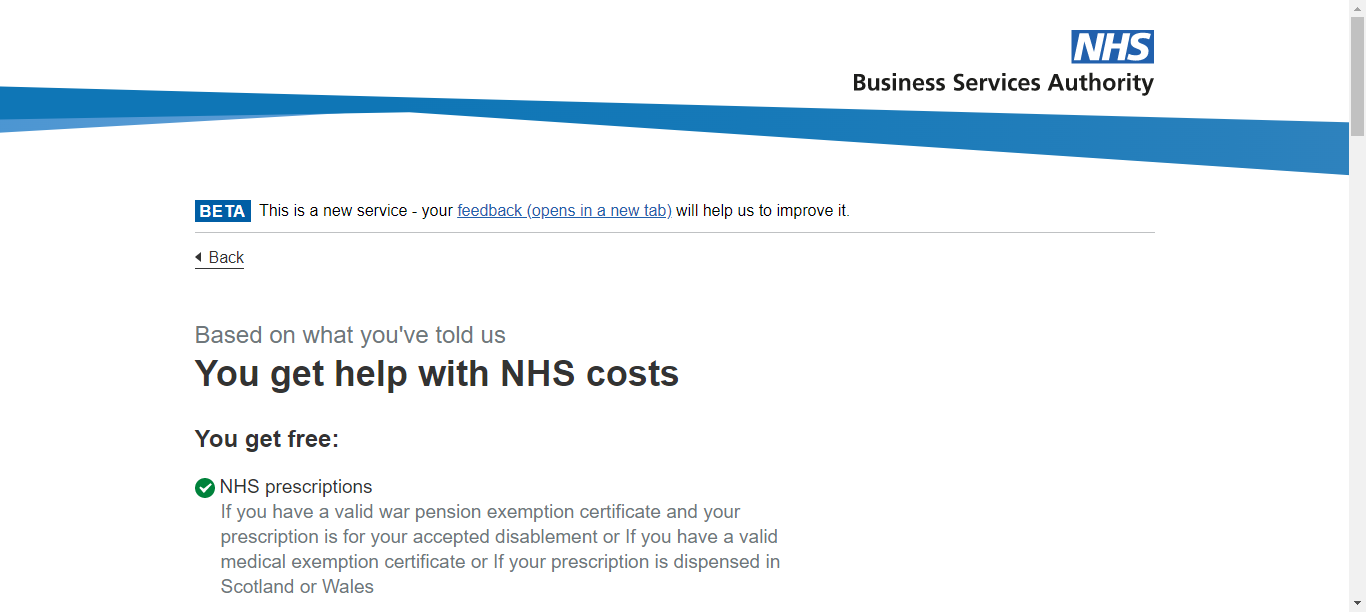 NHS
Business Services Authority
BETA This is a new service - your feedback (opens in a new tab) will help us to improve it.
Back
Based on what you've told us
You get help with NHS costs
You get free:
NHS prescriptions
If you have a valid war pension exemption certificate and your
prescription is for your accepted disablement or If you have a valid
medical exemption certificate or If your prescription is dispensed in
Scotland or Wales